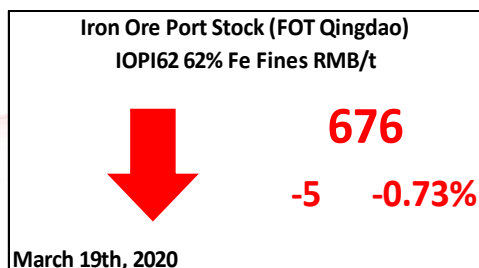 Iron Ore Port Stock (FOT Qingdao)
IOPI62 62% Fe Fines RMB/t
676
-5 -0.73%
March 19th, 2020